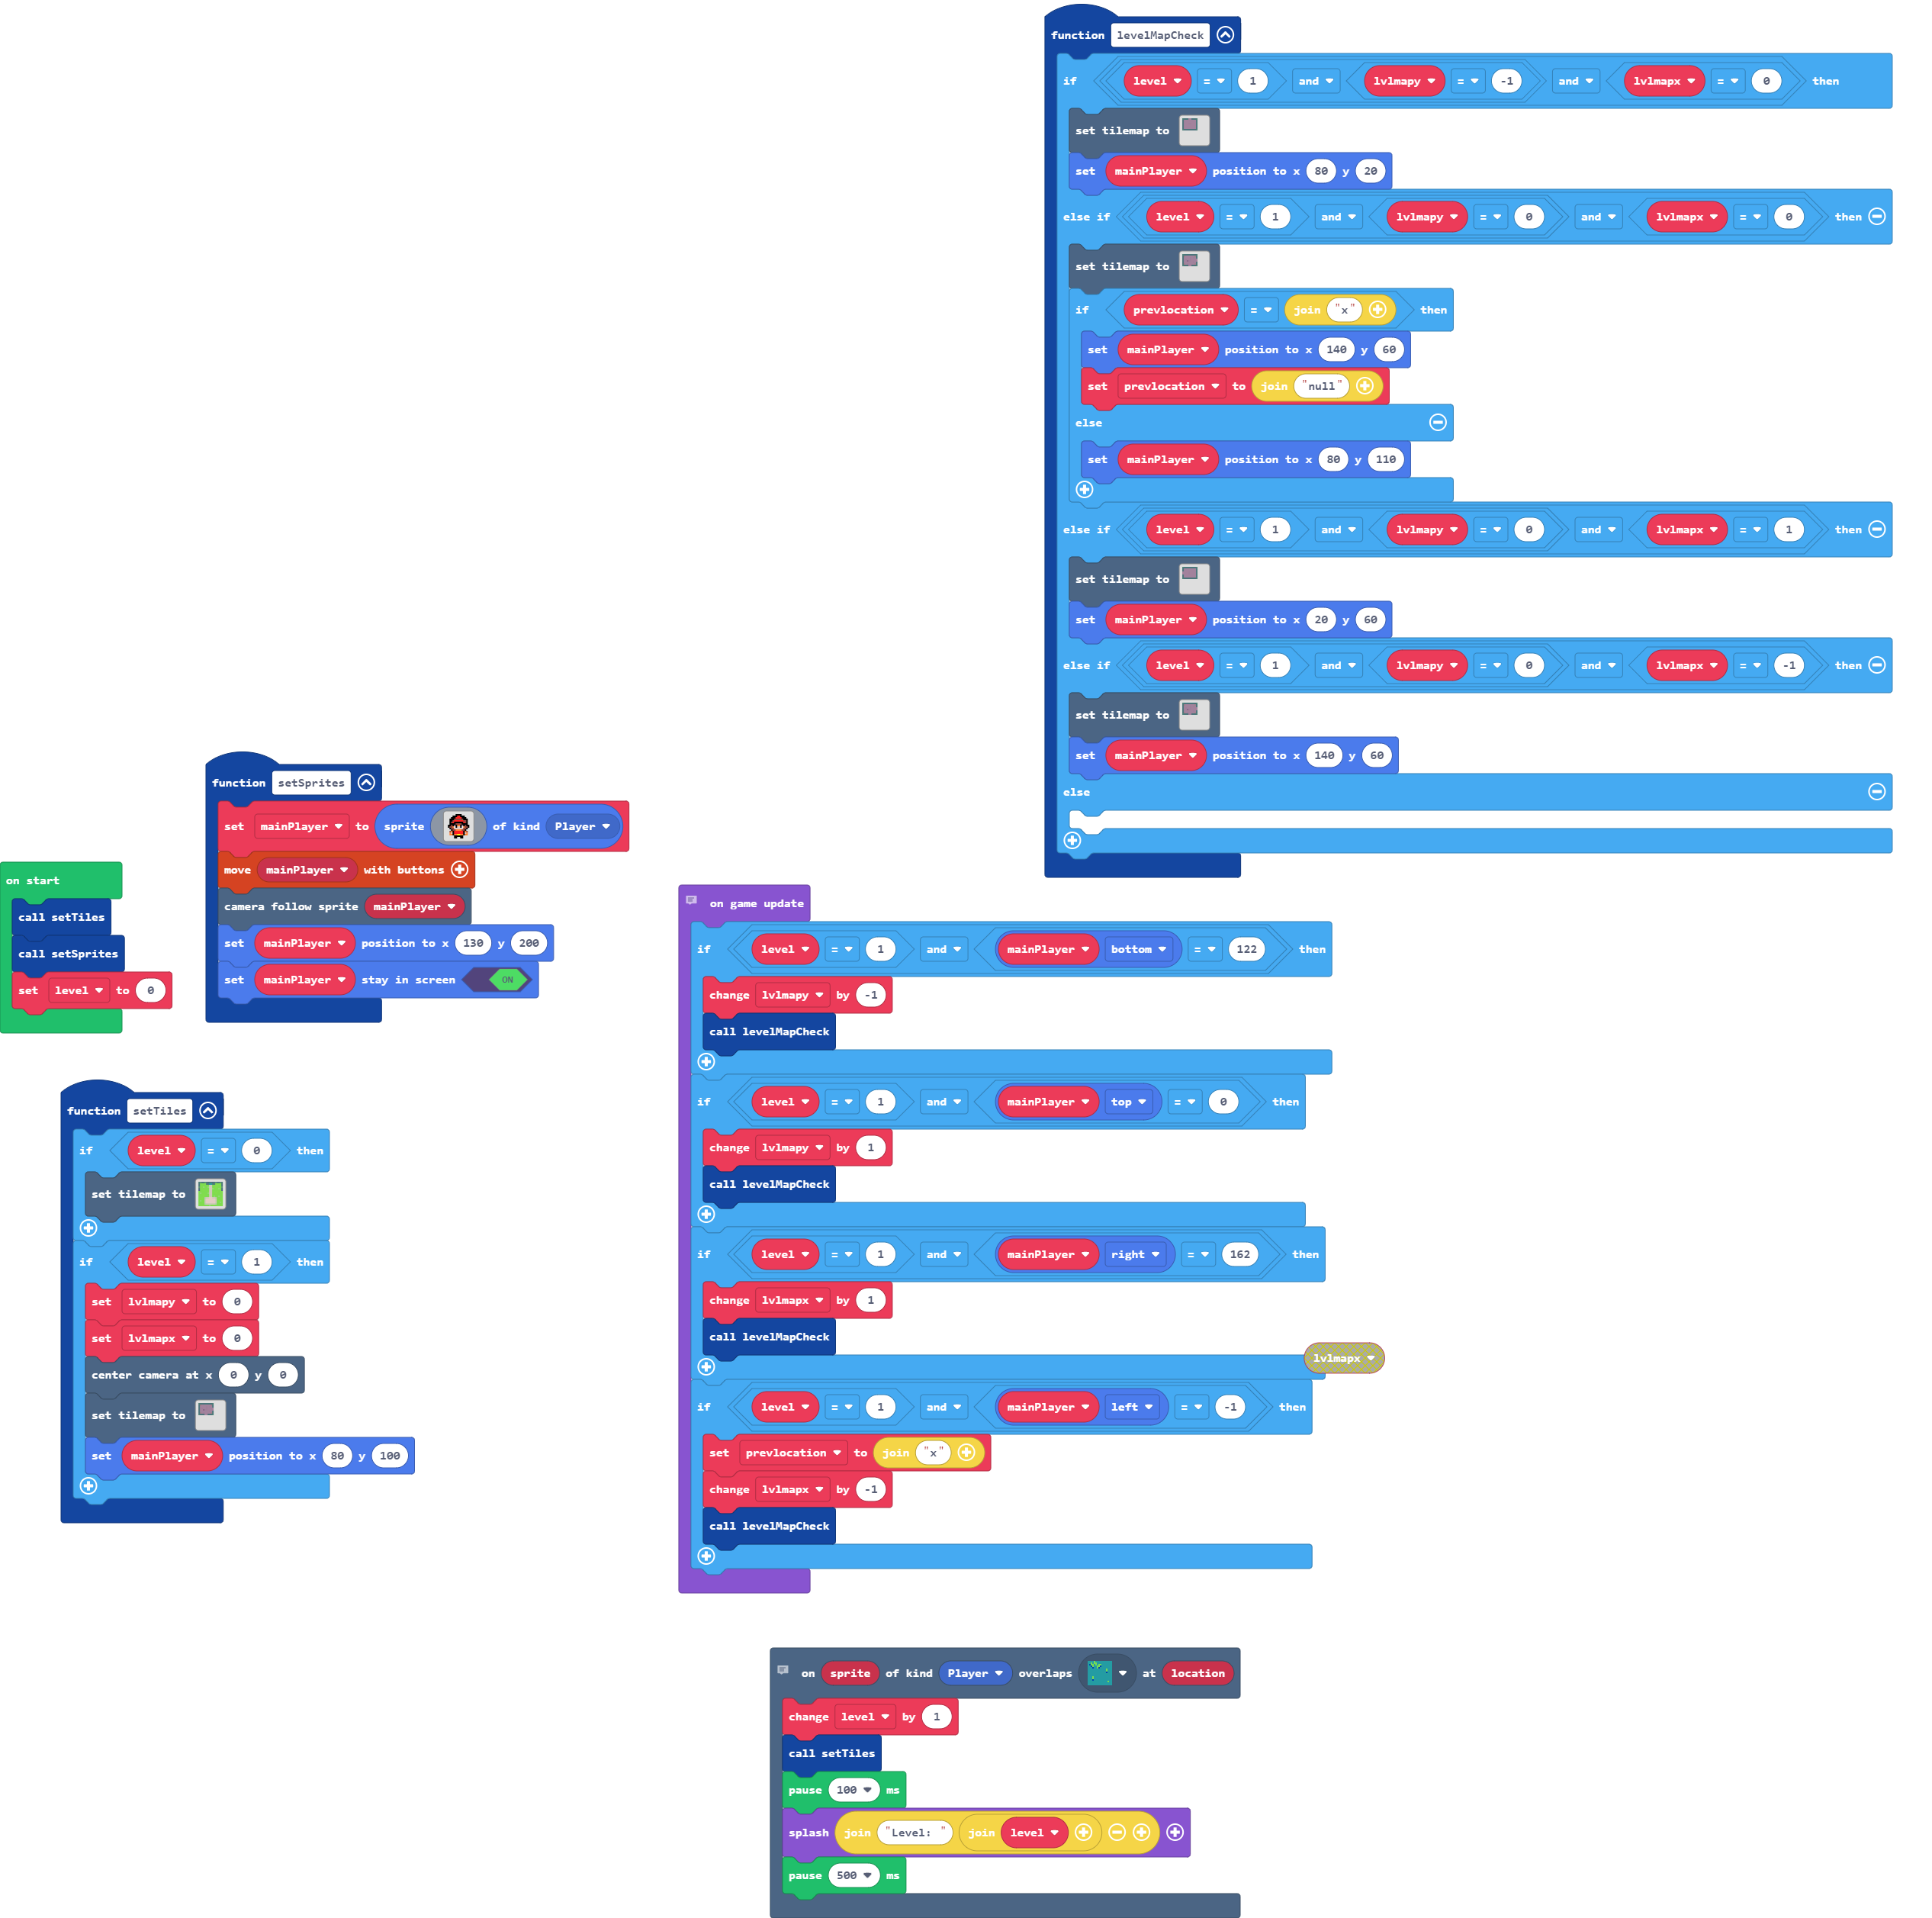 function levelMapCheck
if level = 1 and lvlmapy = -1 and lvlmapx = 0 then
set tilemap to
set mainPlayer position to x 80 y 20
else if level = 1 and lvlmapy = 0 and lvlmapx = 0 then
set tilemap to
if prevlocation = join "x" then
set mainPlayer position to x 140 y 60
set prevlocation to join "null"
else
set mainPlayer position to x 80 y 110
else if level = 1 and lvlmapy = 0 and lvlmapx = 1 then
set tilemap to
set mainPlayer position to x 20 y 60
else if level = 1 and lvlmapy = 0 and lvlmapx = -1 then
set tilemap to
set mainPlayer position to x 140 y 60
else
function setSprites
set mainPlayer to sprite of kind Player
move mainPlayer with buttons
camera follow sprite mainPlayer
set mainPlayer position to x 130 y 200
set mainPlayer stay in screen ON
on start
call setTiles
call setSprites
set level to 0
function setTiles
if level = 0 then
set tilemap to
if level = 1 then
set lvlmapy to 0
set lvlmapx to 0
center camera at x 0 y 0
set tilemap to
set mainPlayer position to x 80 y 100
on game update
if level = 1 and mainPlayer bottom = 122 then
change lvlmapy by -1
call levelMapCheck
if level = 1 and mainPlayer top = 0 then
change lvlmapy by 1
call levelMapCheck
if level = 1 and mainPlayer right = 162 then
change lvlmapx by 1
call levelMapCheck
lvlmapx
if level = 1 and mainPlayer left = -1 then
set prevlocation to join "x"
change lvlmapx by -1
call levelMapCheck
on sprite of kind Player overlaps at location
change level by 1
call setTiles
pause 100 ms
splash join "Level: " join level
pause 500 ms